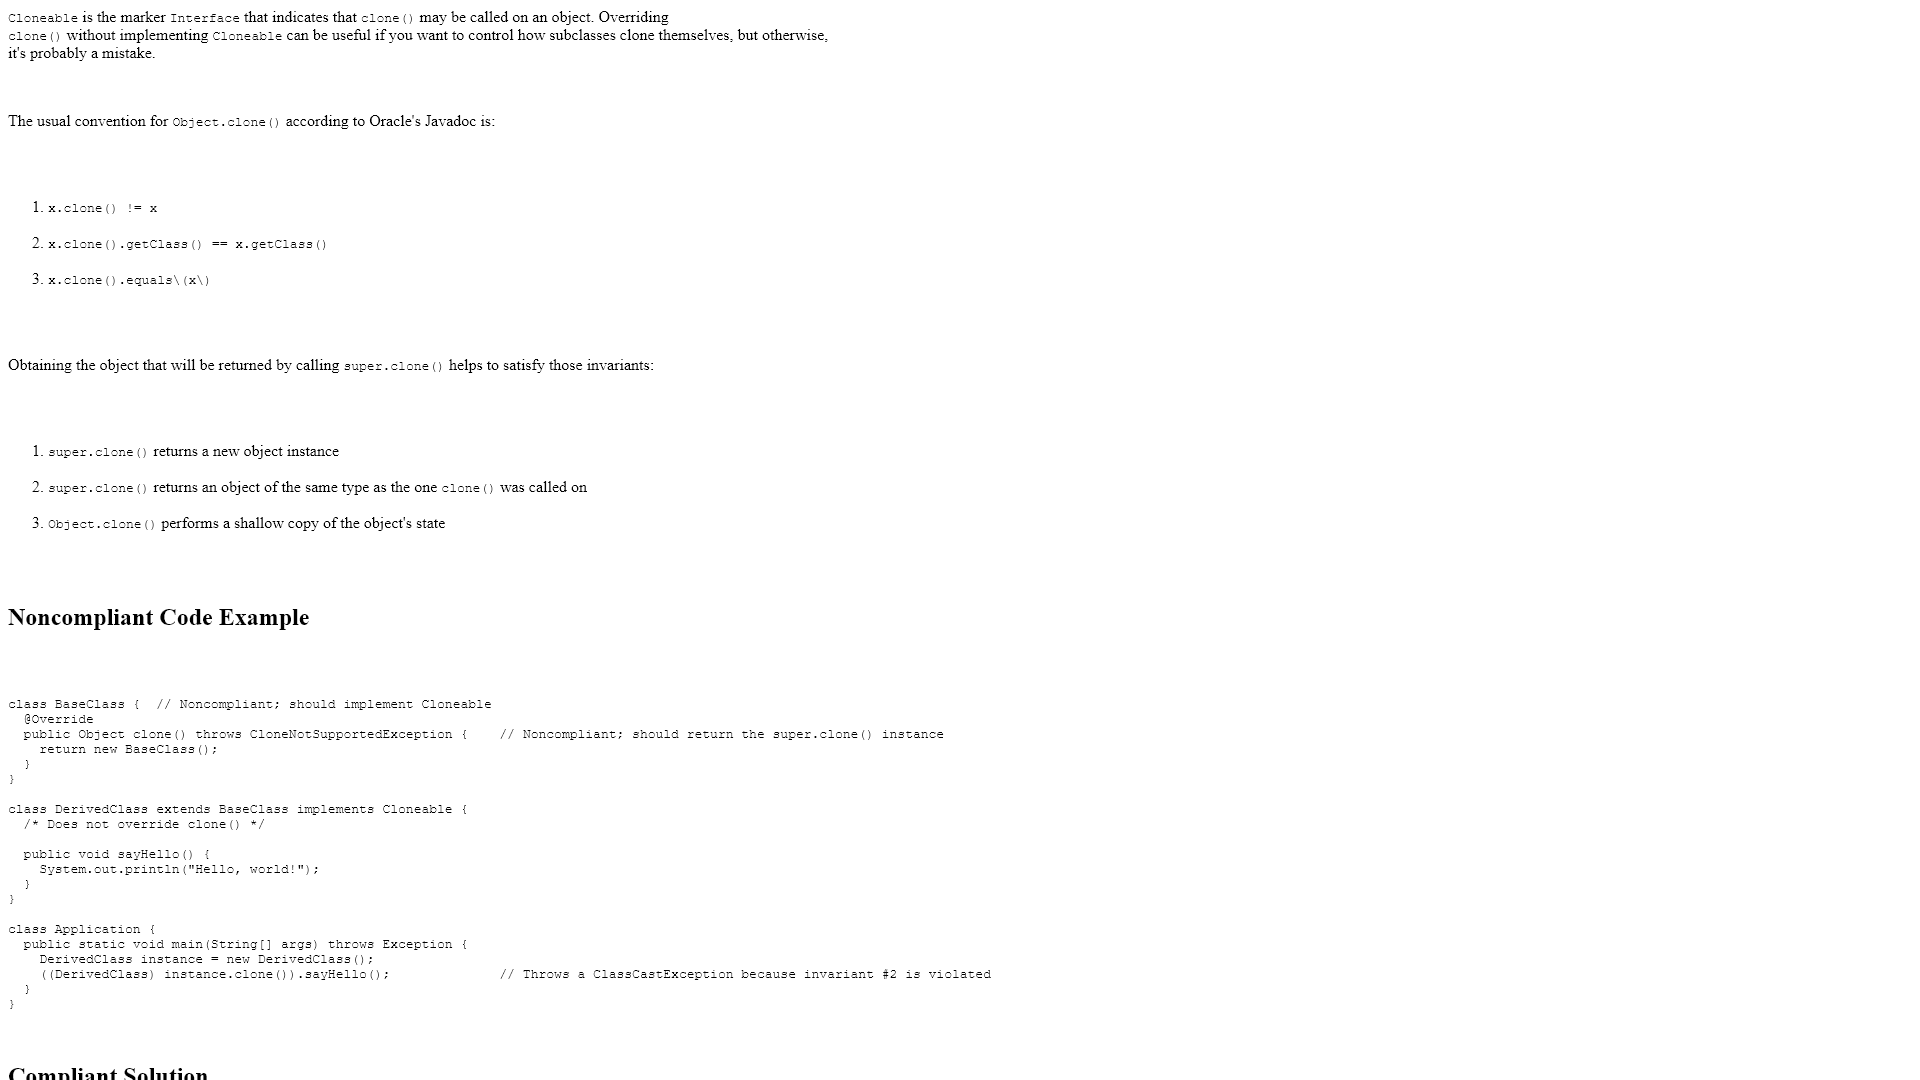 Cloneable is the marker Interface that indicates that clone() may be called on an object. Overriding
clone() without implementing Cloneable can be useful if you want to control how subclasses clone themselves, but otherwise,
it's probably a mistake.
The usual convention for Object.clone() according to Oracle's Javadoc is:
1. x.clone() != x
2. x.clone().getClass() == x.getClass()
3. x.clone().equals\(x\)
Obtaining the object that will be returned by calling super.clone() helps to satisfy those invariants:
1. super.clone() returns a new object instance
2. super.clone() returns an object of the same type as the one clone() was called on
3. Object.clone() performs a shallow copy of the object's state
Noncompliant Code Example
class BaseClass {  // Noncompliant; should implement Cloneable
  @Override
  public Object clone() throws CloneNotSupportedException {    // Noncompliant; should return the super.clone() instance
    return new BaseClass();
  }
}
class DerivedClass extends BaseClass implements Cloneable {
  /* Does not override clone() */
  public void sayHello() {
    System.out.println("Hello, world!");
  }
}
class Application {
  public static void main(String[] args) throws Exception {
    DerivedClass instance = new DerivedClass();
    ((DerivedClass) instance.clone()).sayHello();              // Throws a ClassCastException because invariant #2 is violated
  }
}
Compliant Solution